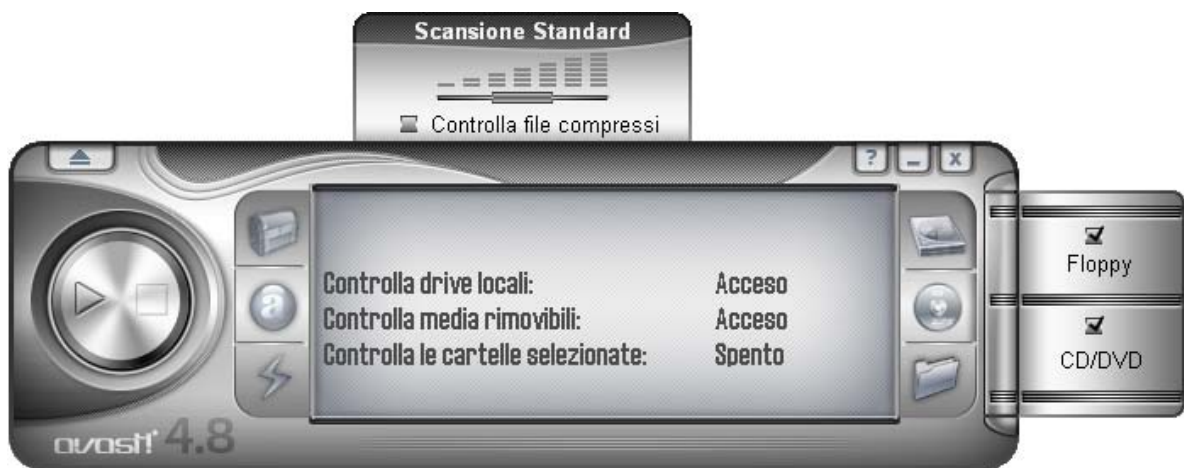 Scansione Standard
Controlla file compressi
?
x
Controlla drive locali: Acceso
Controlla media rimovibili: Acceso
Controlla le cartelle selezionate: Spento
Floppy
CD/DVD
a
avast! 4.8